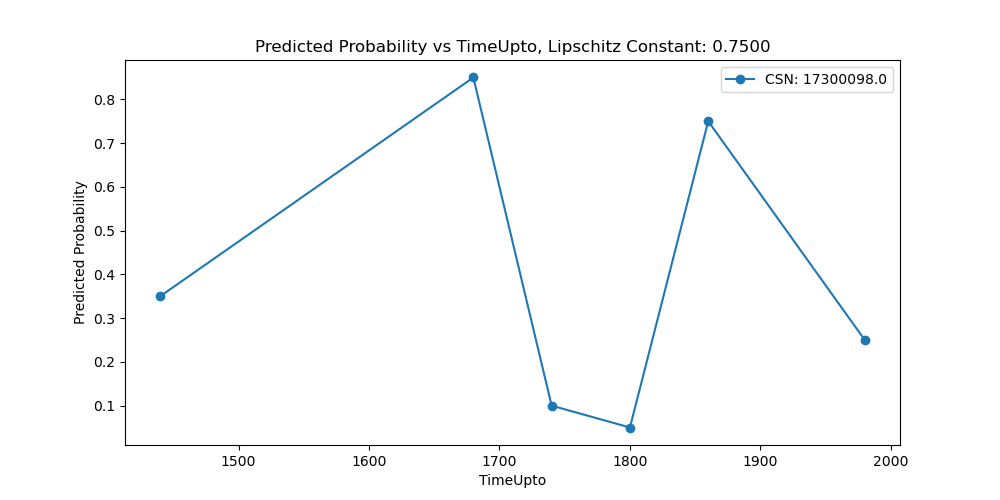 Predicted Probability vs TimeUpto, Lipschitz Constant: 0.7500
CSN: 17300098.0
Predicted Probability
0.8
0.7
0.6
0.5
0.4
0.3
0.2
0.1
1500 1600 1700 1800 1900 2000
TimeUpto